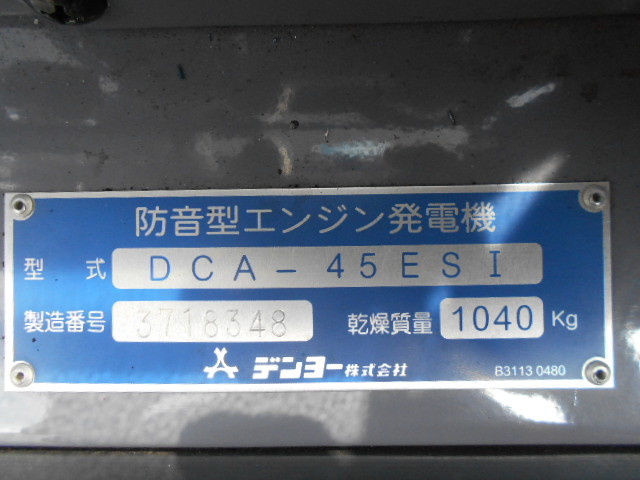 防音型エンジン発電機
型式 DCA-45ESI
製造番号 3718348 乾燥質量 1040 Kg
デンヨー株式会社 B3113 0480